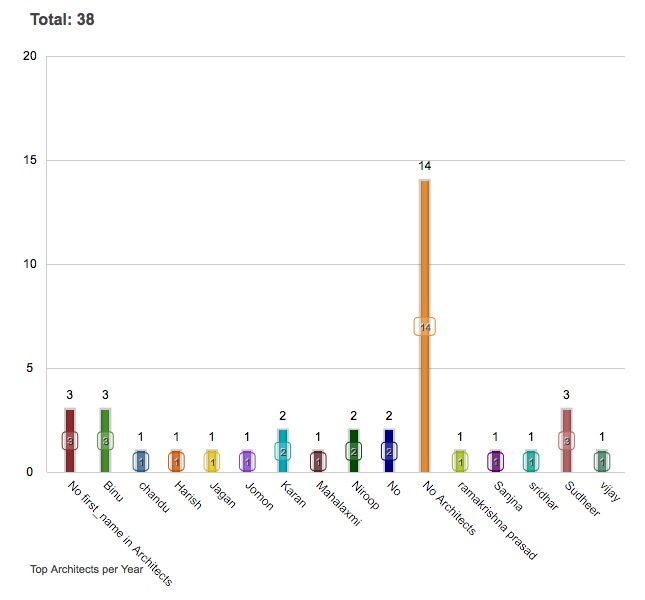 Total: 38
20
15
10
5
0
3
3
1
1
1
1
2
1
2
2
14
1
1
1
3
1
3
3
1
1
1
1
2
1
2
2
14
1
1
1
3
1
No first_name in Architects
Binu
chandu
Harish
Jagan
Jomon
Karan
Mahalaxmi
Niroop
No
No Architects
ramakrishna prasad
Sanjna
sridhar
Sudheer
vijay
Top Architects per Year